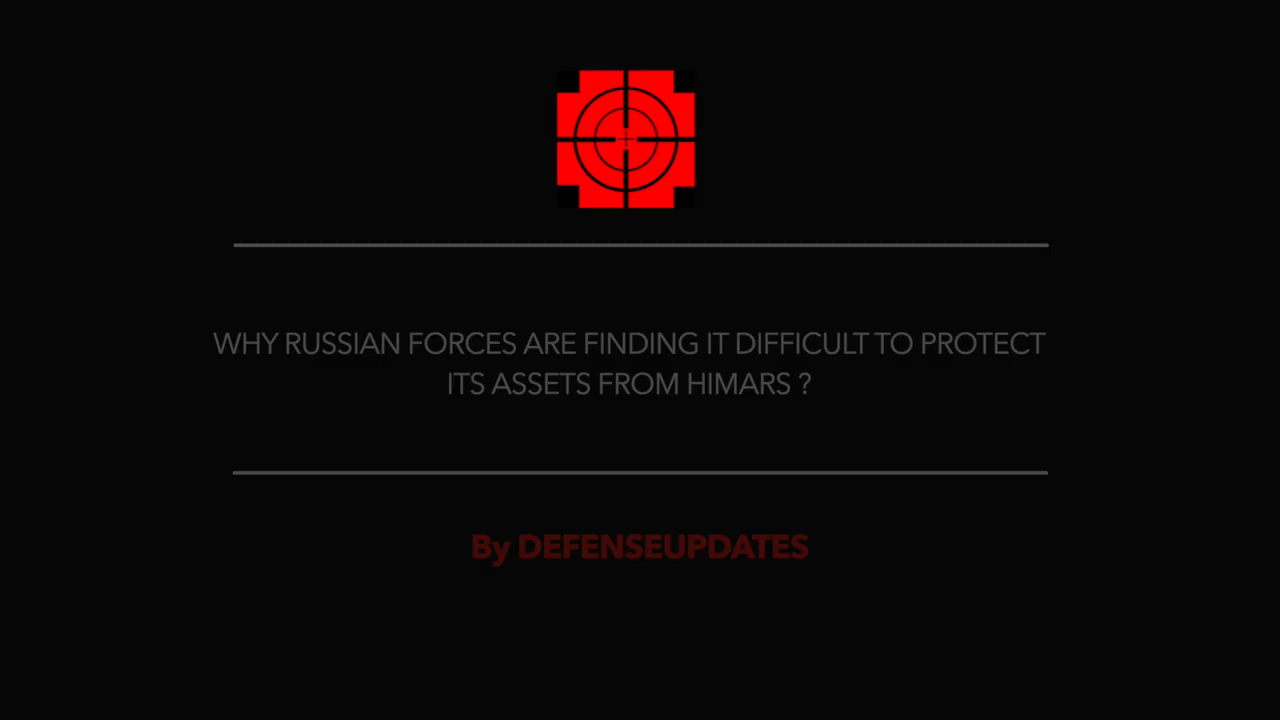 WHY RUSSIAN FORCES ARE FINDING IT DIFFICULT TO PROTECT
ITS ASSETS FROM HIMARS ?
By DEFENSEUPDATES